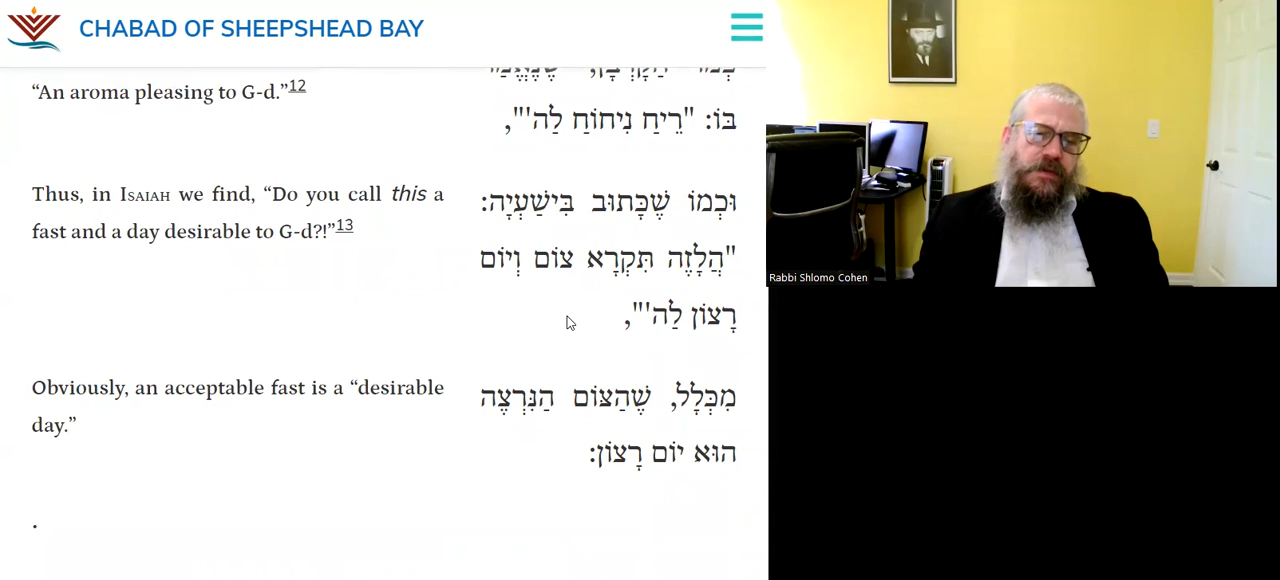 CHABAD OF SHEEPSHEAD BAY
“An aroma pleasing to G-d.”12
בּוֹ: "רֵיחַ נִיחוֹחַ לַה'",
Thus, in Isaiah we find, “Do you call this a
fast and a day desirable to G-d?!”13
וּכְמוֹ שֶׁכָּתוּב בִּישַׁעְיָה:
"הֲלָזֶה תִּקְרָא צוֹם וְיוֹם
רָצוֹן לַה'",
Obviously, an acceptable fast is a “desirable
day.”
מִכְּלָל, שֶׁהַצּוֹם הַנִּרְצֶה
הוּא יוֹם רָצוֹן:
.
Rabbi Shlomo Cohen